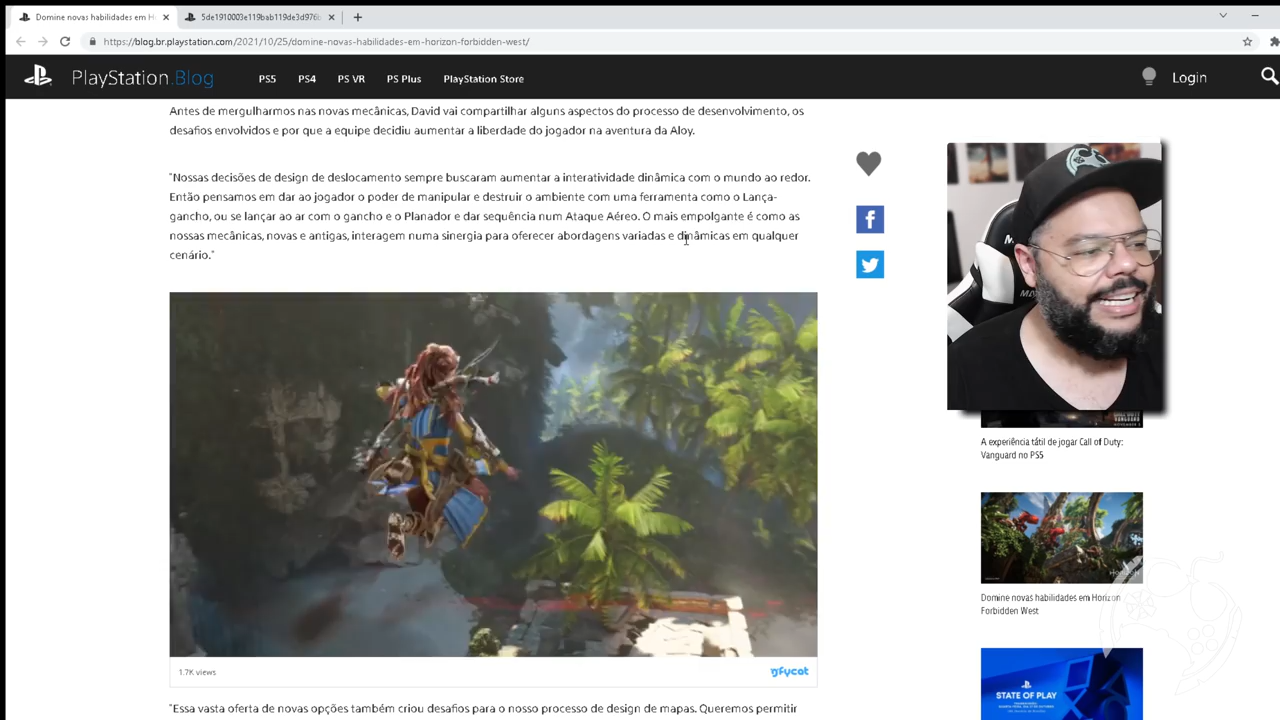 Domine novas habilidades em H
5de1910003e119bab119de3d976b
https://blog.br.playstation.com/2021/10/25/domine-novas-habilidades-em-horizon-forbidden-west/
PlayStation.Blog
PS5
PS4
PS VR
PS Plus
PlayStation Store
Login
Antes de mergulharmos nas novas mecânicas, David vai compartilhar alguns aspectos do processo de desenvolvimento, os
desafios envolvidos e por que a equipe decidiu aumentar a liberdade do jogador na aventura da Aloy.
"Nossas decisões de design de deslocamento sempre buscaram aumentar a interatividade dinâmica com o mundo ao redor.
Então pensamos em dar ao jogador o poder de manipular e destruir o ambiente com uma ferramenta como o Lança-
gancho, ou se lançar ao ar com o gancho e o Planador e dar sequência num Ataque Aéreo. O mais empolgante é como as
nossas mecânicas, novas e antigas, interagem numa sinergia para oferecer abordagens variadas e dinâmicas em qualquer
cenário."
1.7K views
gfycat
"Essa vasta oferta de novas opções também criou desafios para o nosso processo de design de mapas. Queremos permitir
A experiência tátil de jogar Call of Duty:
Vanguard no PS5
Domine novas habilidades em Horizon
Forbidden West
STATE OF PLAY